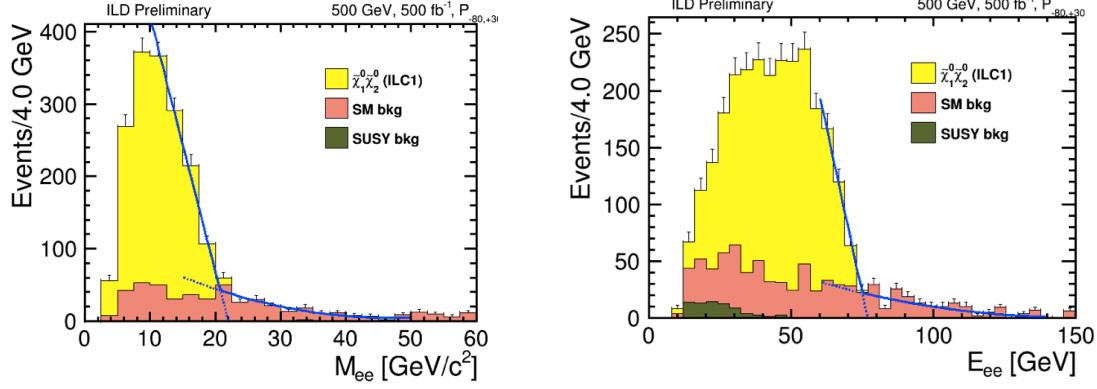 ILD Preliminary 500 GeV, 500 fb⁻¹, P₋₈₀,₊₃₀
Events/4.0 GeV
400
300
200
100
0
χ̃⁰₁χ̃⁰₂ (ILC1)
SM bkg
SUSY bkg
0 10 20 30 40 50 60
M_ee [GeV/c²]
ILD Preliminary 500 GeV, 500 fb⁻¹, P₋₈₀,₊₃₀
Events/4.0 GeV
250
200
150
100
50
0
χ̃⁰₁χ̃⁰₂ (ILC1)
SM bkg
SUSY bkg
0 50 100 150
E_ee [GeV]